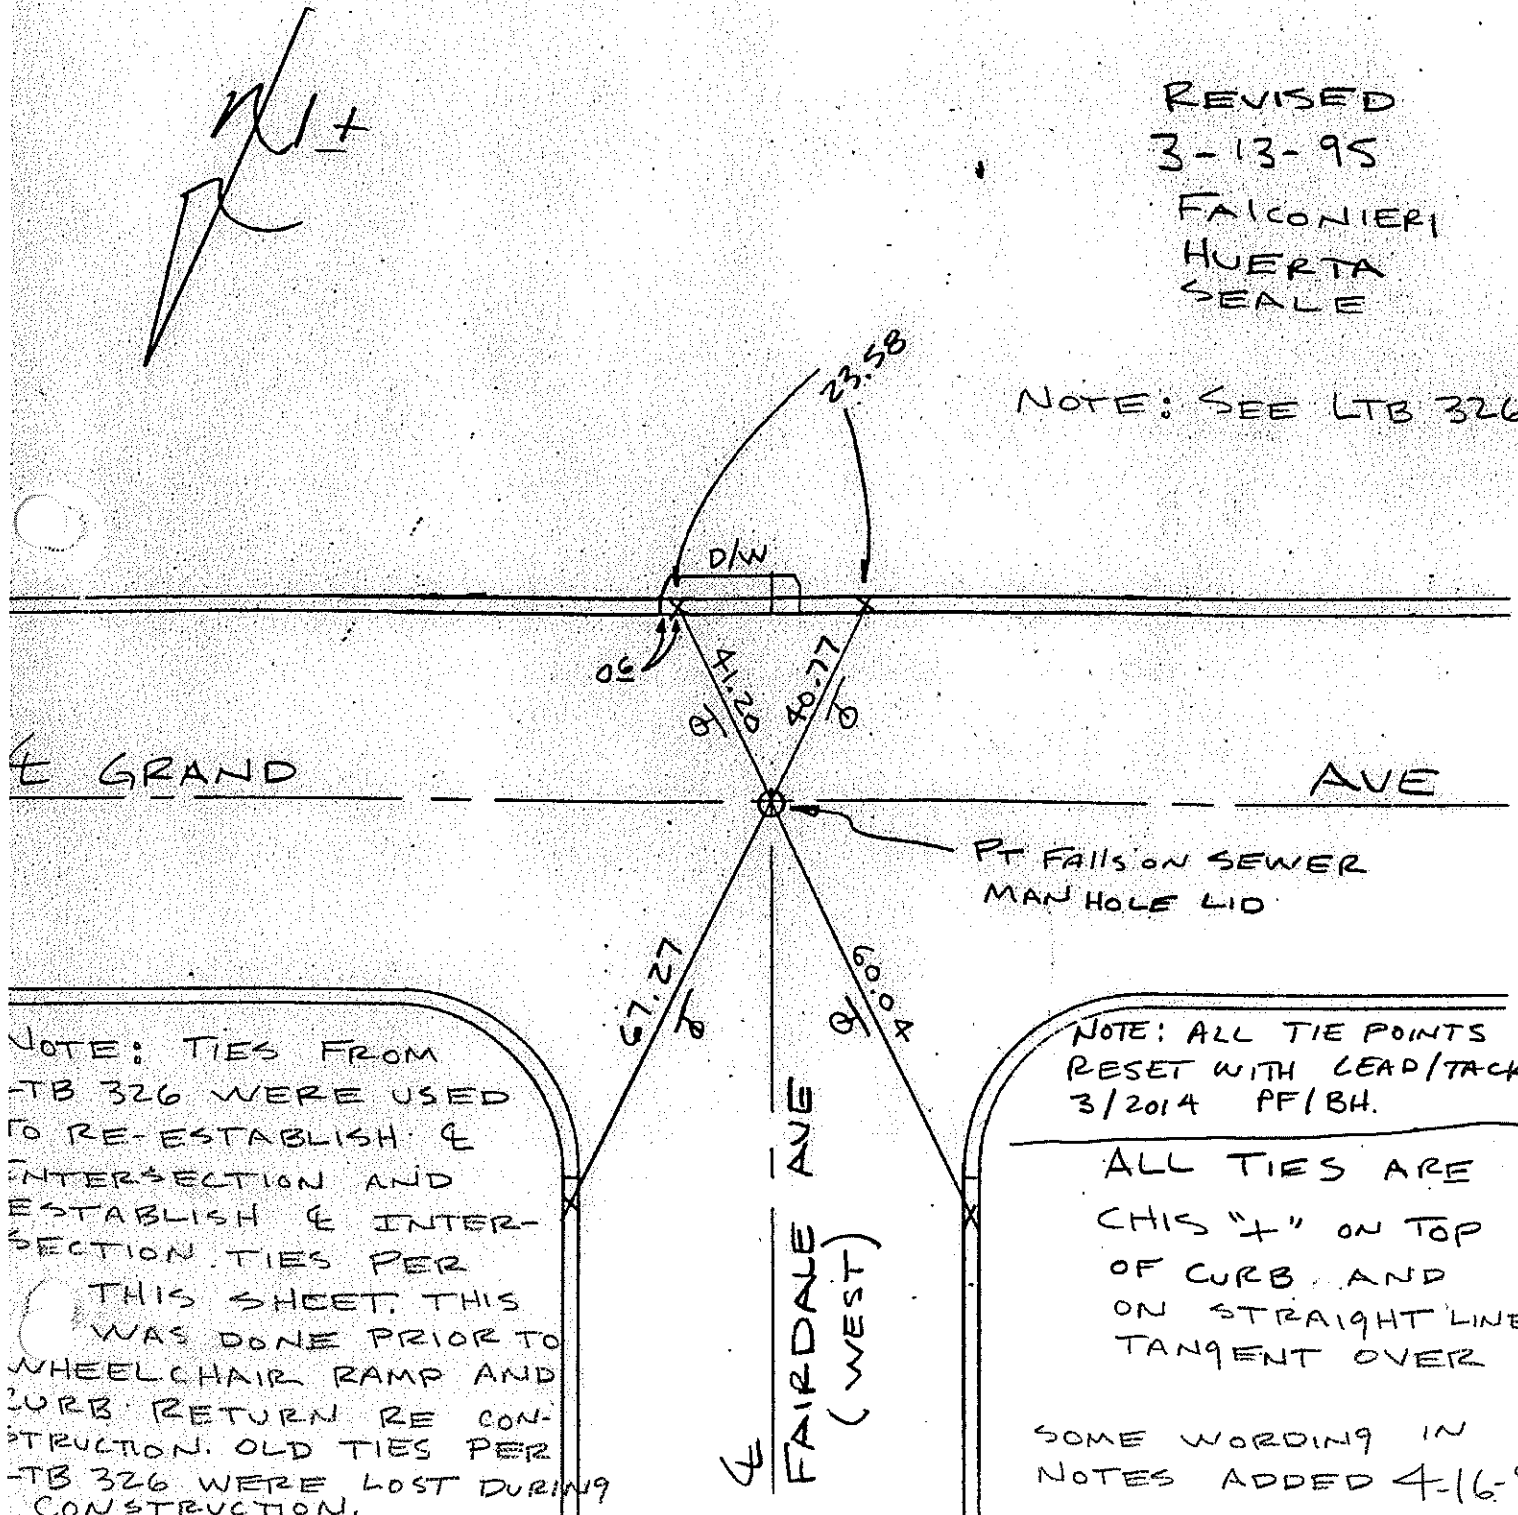 N ±
REVISED
3-13-95
FALCONIERI
HUERTA
SEALE
NOTE: SEE LTB 326
23.58
D/W
06
41.20
40.77
℄ GRAND AVE
PT FAllS ON SEWER
MAN HOLE LID
67.27
60.04
NOTE: TIES FROM
-TB 326 WERE USED
TO RE-ESTABLISH ℄
INTERSECTION AND
ESTABLISH ℄ INTER-
SECTION TIES PER
THIS SHEET. THIS
WAS DONE PRIOR TO
WHEELCHAIR RAMP AND
CURB RETURN RE CON-
STRUCTION. OLD TIES PER
-TB 326 WERE LOST DURING
CONSTRUCTION.
℄ FAIRDALE AVE
(WEST)
NOTE: ALL TIE POINTS
RESET WITH LEAD/TACK
3/2014 PF/BH.
ALL TIES ARE
CHIS "+" ON TOP
OF CURB AND
ON STRAIGHT LINE
TANGENT OVER
SOME WORDING IN
NOTES ADDED 4-16-